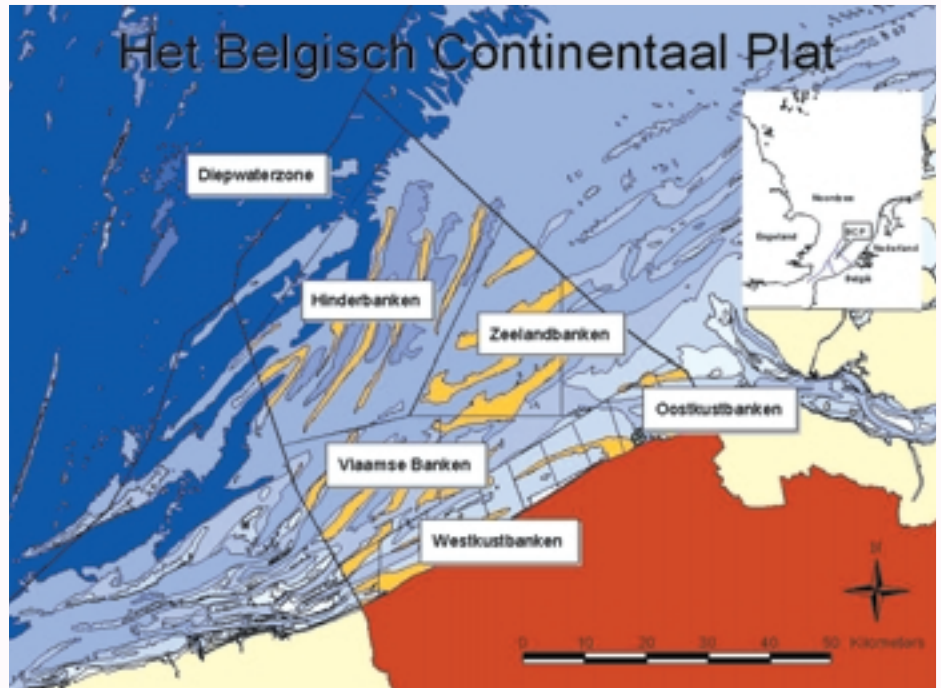 Het Belgisch Continentaal Plat
Diepwaterzone
Noordzee
Engeland
BCP
Nederland
België
Hinderbanken
Zeelandbanken
Oostkustbanken
Vlaamse Banken
Westkustbanken
N
0 10 20 30 40 50 Kilometers